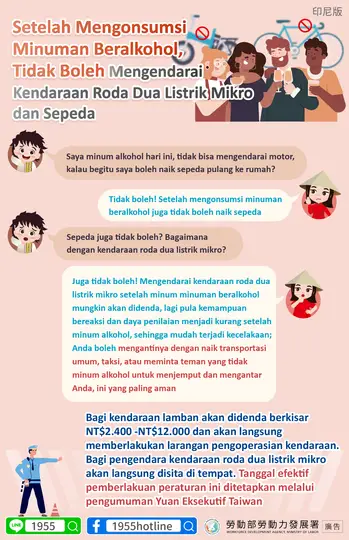 印尼版
Setelah Mengonsumsi
Minuman Beralkohol,
Tidak Boleh Mengendarai
Kendaraan Roda Dua Listrik Mikro
dan Sepeda
Saya minum alkohol hari ini, tidak bisa mengendarai motor,
kalau begitu saya boleh naik sepeda pulang ke rumah?
Tidak boleh! Setelah mengonsumsi minuman
beralkohol juga tidak boleh naik sepeda
Sepeda juga tidak boleh? Bagaimana
dengan kendaraan roda dua listrik mikro?
Juga tidak boleh! Mengendarai kendaraan roda dua
listrik mikro setelah minum minuman beralkohol
mungkin akan didenda, lagi pula kemampuan
bereaksi dan daya penilaian menjadi kurang setelah
minum alkohol, sehingga mudah terjadi kecelakaan;
Anda boleh mengantinya dengan naik transportasi
umum, taksi, atau meminta teman yang tidak
minum alkohol untuk menjemput dan mengantar
Anda, ini yang paling aman
Bagi kendaraan lamban akan didenda berkisar
NT$2.400 -NT$12.000 dan akan langsung
memberlakukan larangan pengoperasian kendaraan.
Bagi pengendara kendaraan roda dua listrik mikro
akan langsung disita di tempat. Tanggal efektif
pemberlakuan peraturan ini ditetapkan melalui
pengumuman Yuan Eksekutif Taiwan
LINE 1955
1955hotline
勞動部勞動力發展署
WORKFORCE DEVELOPMENT AGENCY, MINISTRY OF LABOR
廣告